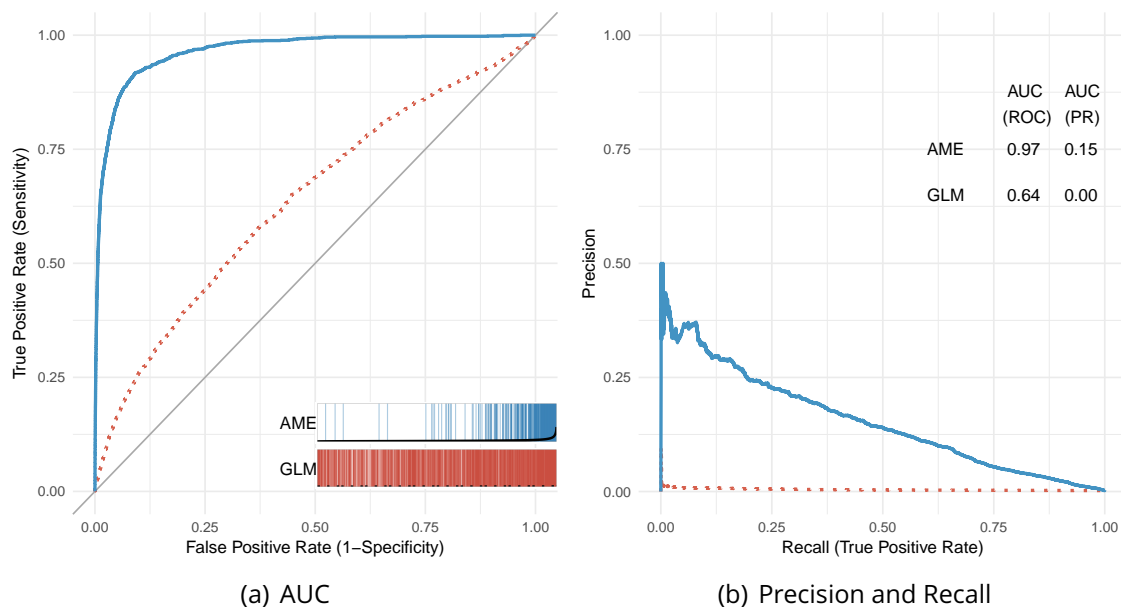 True Positive Rate (Sensitivity)
1.00
0.75
0.50
0.25
0.00
AME
GLM
0.00 0.25 0.50 0.75 1.00
False Positive Rate (1−Specificity)
(a) AUC
Precision
1.00
0.75
0.50
0.25
0.00
AUC AUC
(ROC) (PR)
AME 0.97 0.15
GLM 0.64 0.00
0.00 0.25 0.50 0.75 1.00
Recall (True Positive Rate)
(b) Precision and Recall